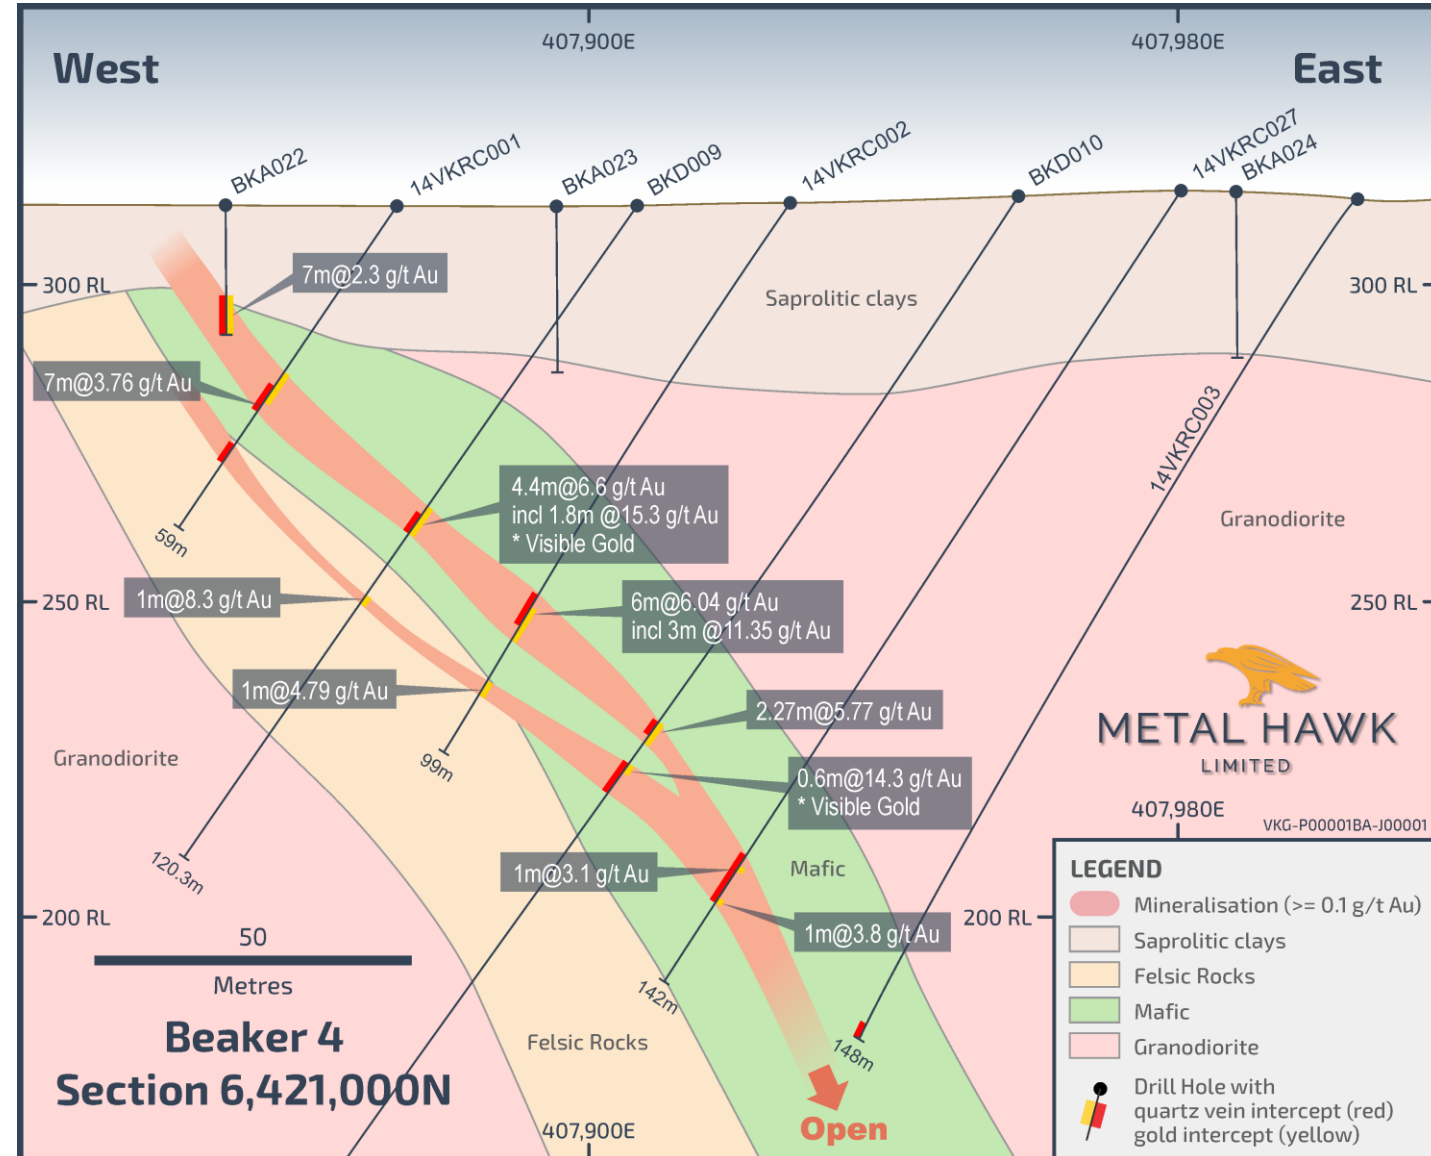 407,900E
407,980E
West
East
BKA022
14VKRC001
BKA023
BKD009
14VKRC002
BKD010
14VKRC027
BKA024
7m@2.3 g/t Au
300 RL
Saprolitic clays
300 RL
7m@3.76 g/t Au
14VKRC003
4.4m@6.6 g/t Au
incl 1.8m @15.3 g/t Au
* Visible Gold
Granodiorite
59m
1m@8.3 g/t Au
250 RL
6m@6.04 g/t Au
incl 3m @11.35 g/t Au
250 RL
1m@4.79 g/t Au
2.27m@5.77 g/t Au
METAL HAWK
LIMITED
Granodiorite
99m
0.6m@14.3 g/t Au
* Visible Gold
407,980E
VKG-P00001BA-J00001
120.3m
1m@3.1 g/t Au
Mafic
200 RL
200 RL
1m@3.8 g/t Au
50
Metres
142m
148m
Beaker 4
Section 6,421,000N
Felsic Rocks
407,900E
Open
LEGEND
Mineralisation (>= 0.1 g/t Au)
Saprolitic clays
Felsic Rocks
Mafic
Granodiorite
Drill Hole with
quartz vein intercept (red)
gold intercept (yellow)